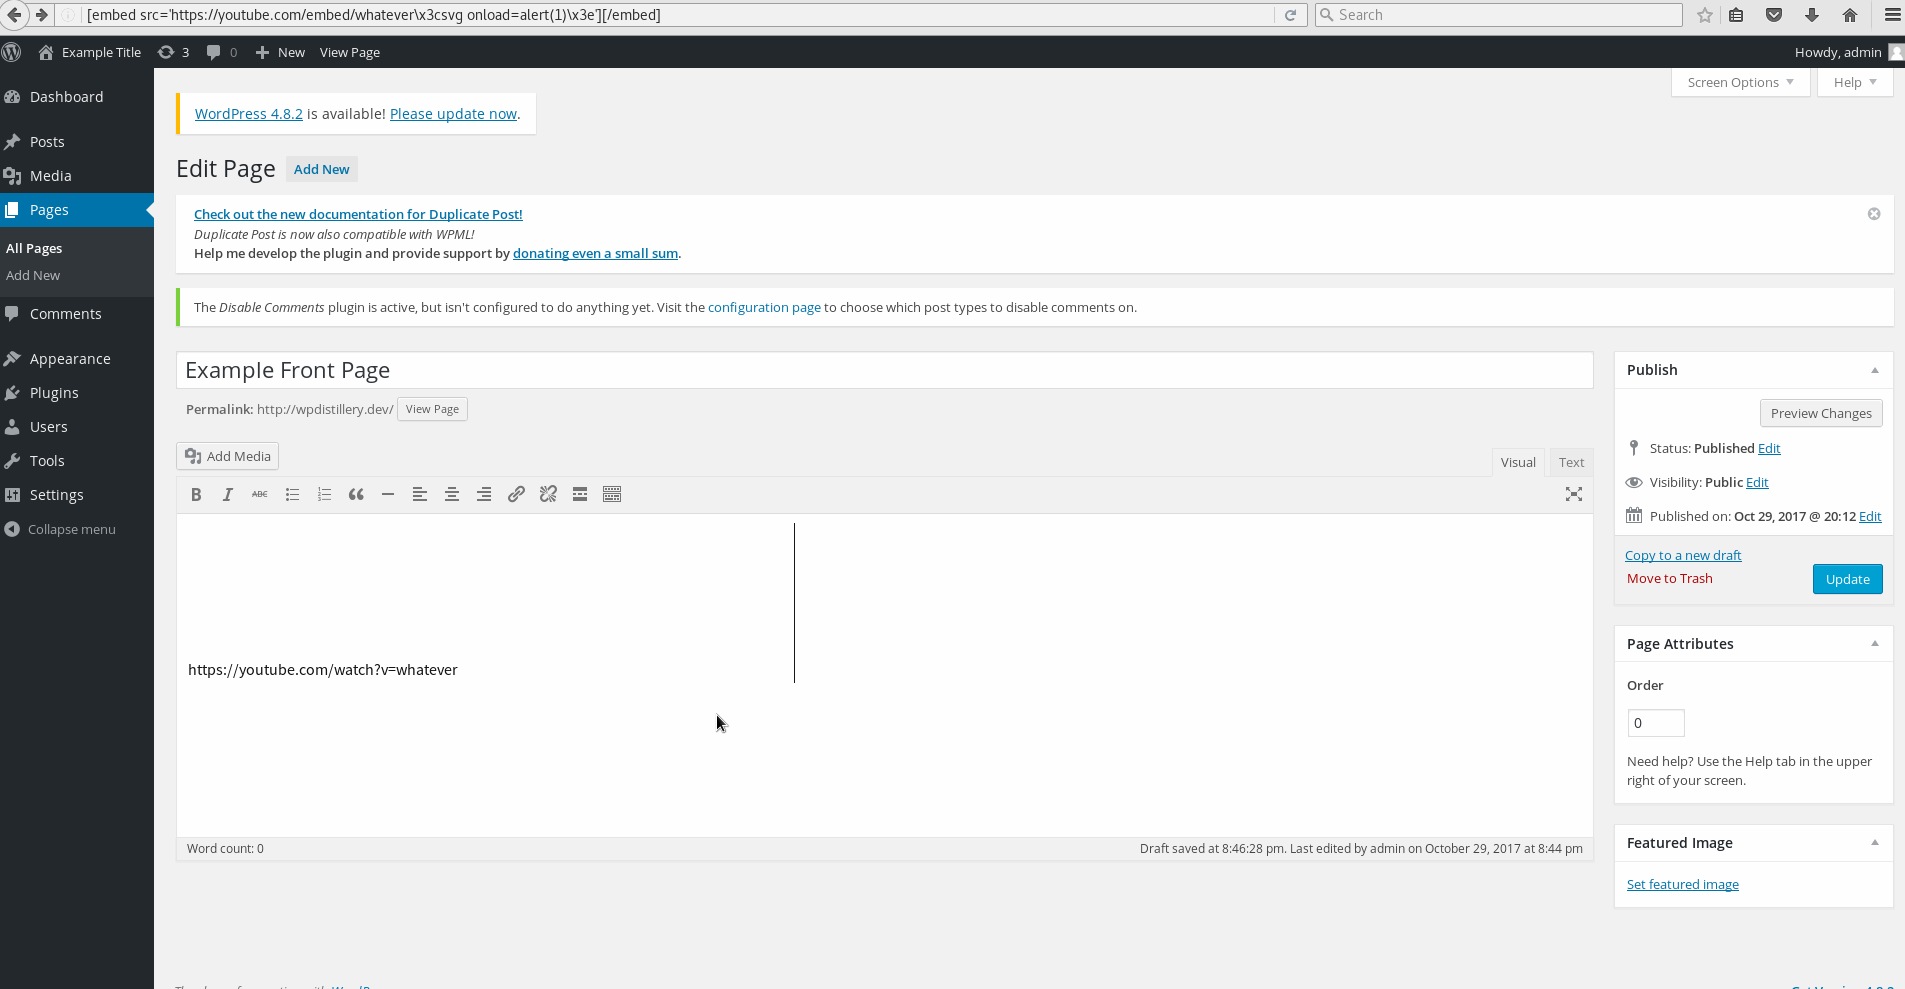 [embed src='https://youtube.com/embed/whatever\x3csvg onload=alert(1)\x3e'][/embed]
Search
Example Title 3 0 New View Page
Howdy, admin
Screen Options Help
Dashboard
Posts
Media
Pages
All Pages
Add New
Comments
Appearance
Plugins
Users
Tools
Settings
Collapse menu
WordPress 4.8.2 is available! Please update now.
Edit Page Add New
Check out the new documentation for Duplicate Post!
Duplicate Post is now also compatible with WPML!
Help me develop the plugin and provide support by donating even a small sum.
The Disable Comments plugin is active, but isn't configured to do anything yet. Visit the configuration page to choose which post types to disable comments on.
Example Front Page
Permalink: http://wpdistillery.dev/ View Page
Add Media
Visual Text
B I ABC
https://youtube.com/watch?v=whatever
Word count: 0
Draft saved at 8:46:28 pm. Last edited by admin on October 29, 2017 at 8:44 pm
Publish
Preview Changes
Status: Published Edit
Visibility: Public Edit
Published on: Oct 29, 2017 @ 20:12 Edit
Copy to a new draft
Move to Trash
Update
Page Attributes
Order
0
Need help? Use the Help tab in the upper
right of your screen.
Featured Image
Set featured image